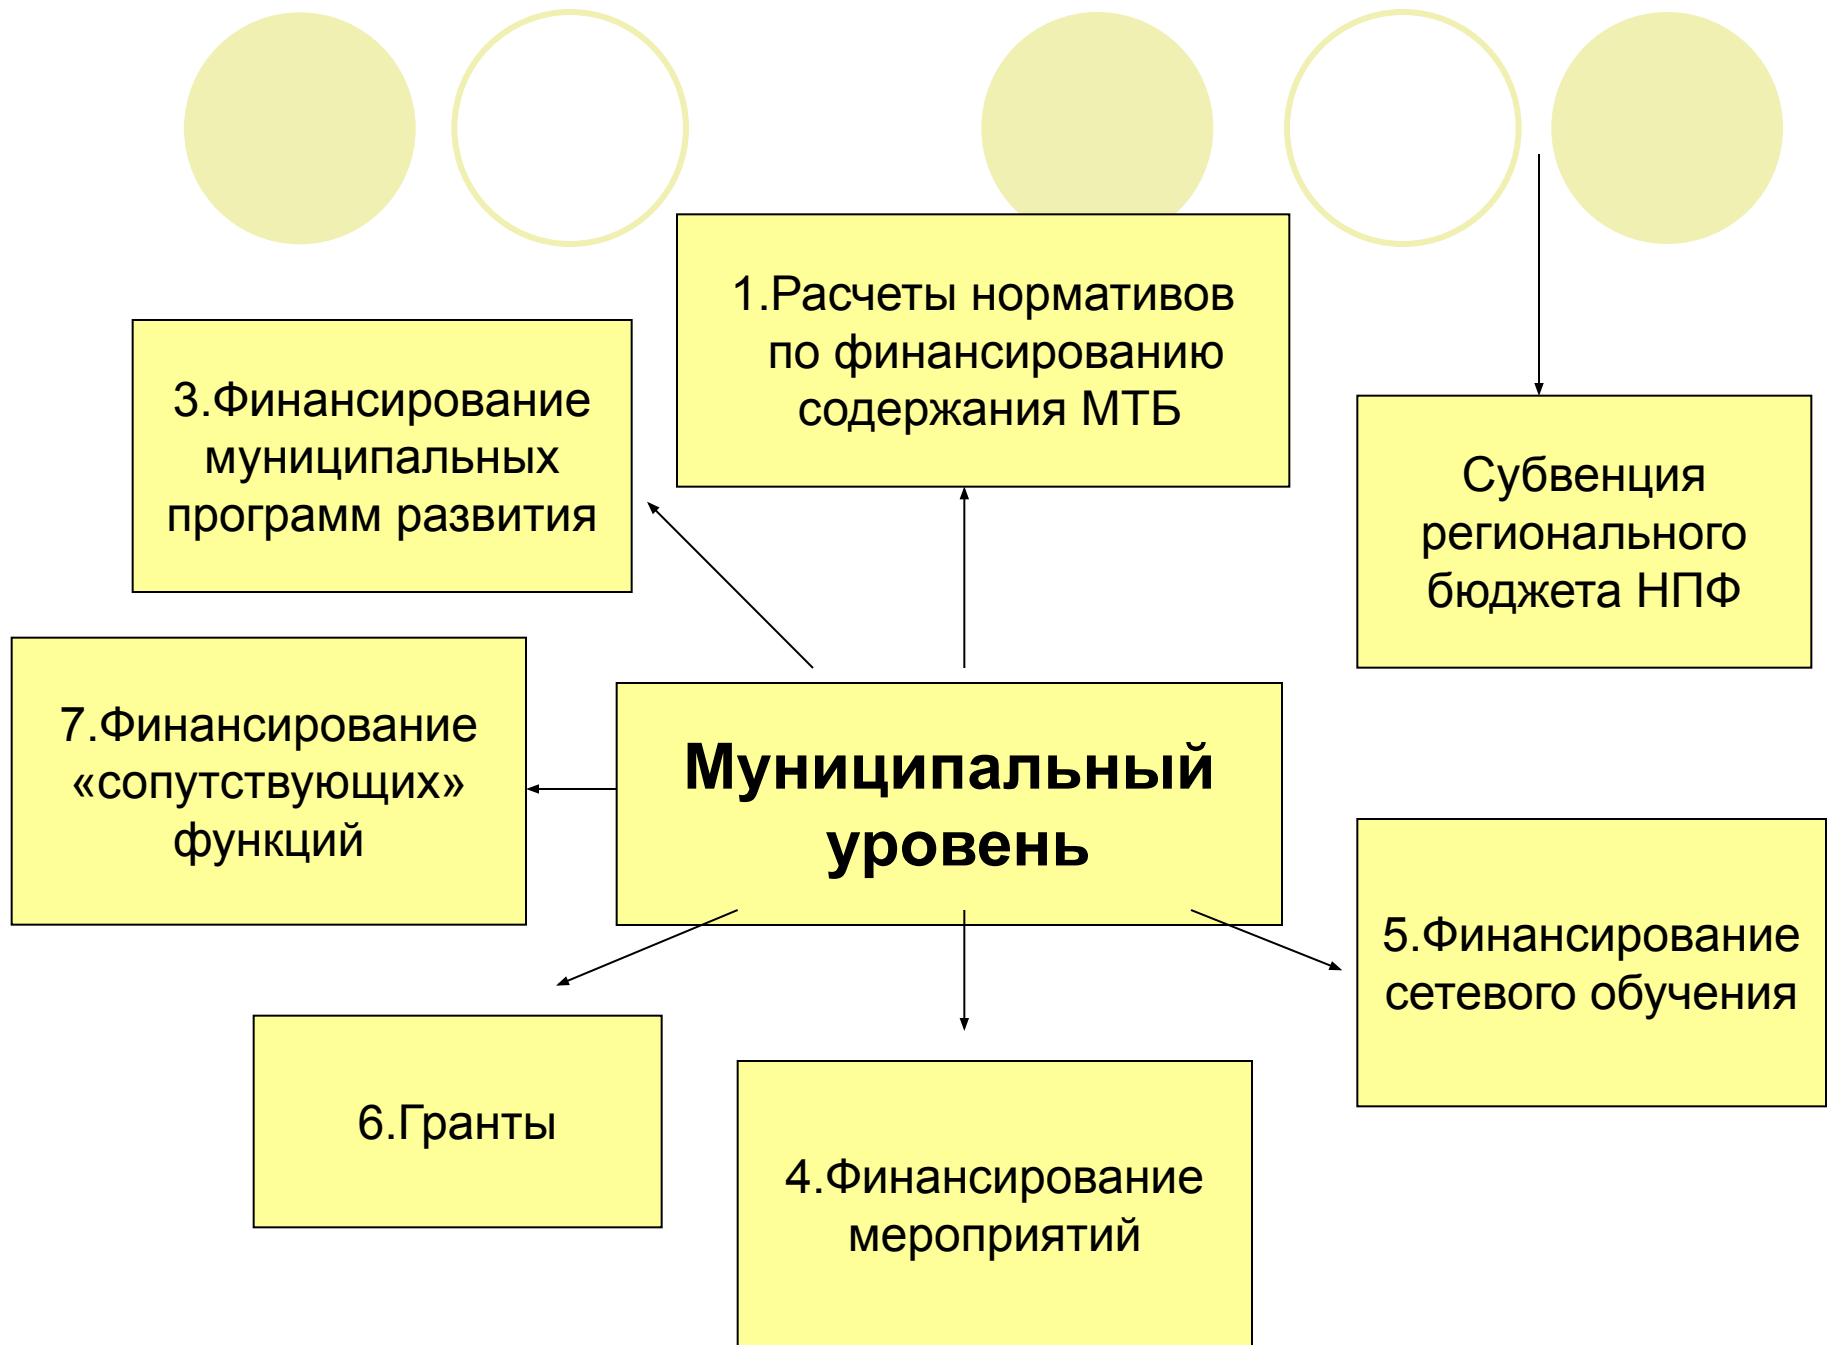 1.Расчеты нормативов
по финансированию
содержания МТБ
3.Финансирование
муниципальных
программ развития
Субвенция
регионального
бюджета НПФ
7.Финансирование
«сопутствующих»
функций
Муниципальный
уровень
5.Финансирование
сетевого обучения
6.Гранты
4.Финансирование
мероприятий